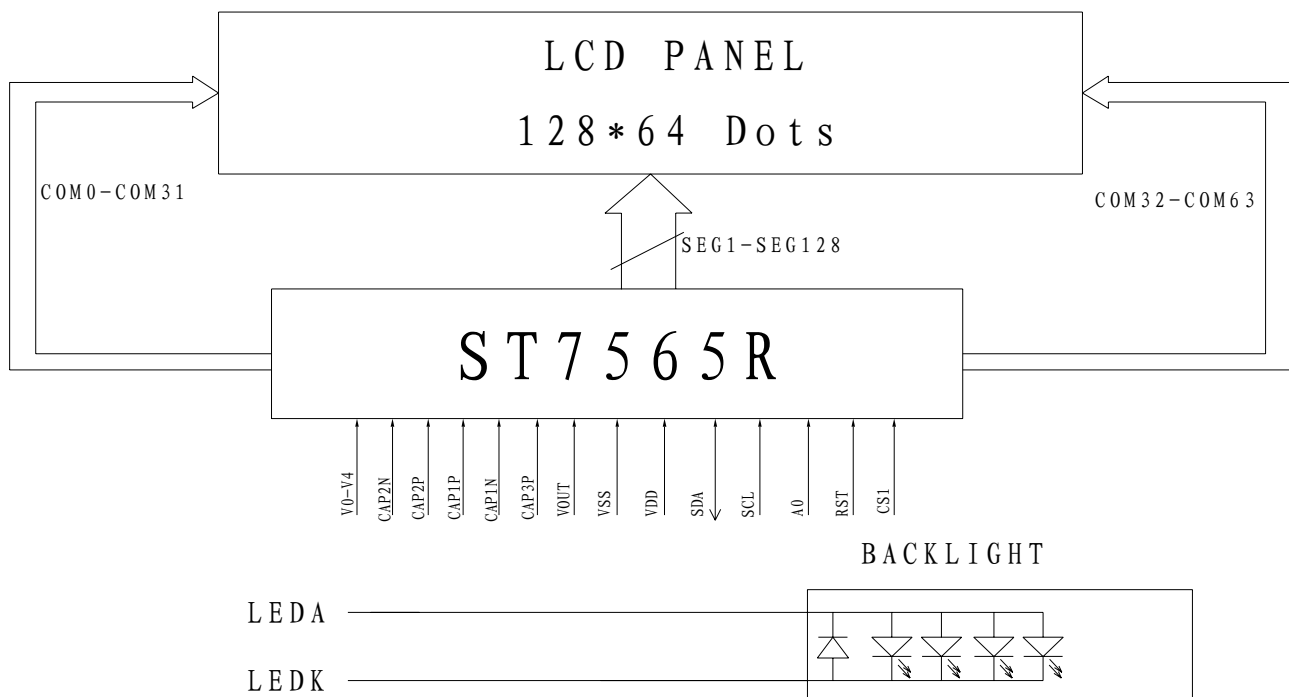 LCD PANEL
128*64 Dots
COM0-COM31
COM32-COM63
SEG1-SEG128
ST7565R
V0-V4
CAP2N
CAP2P
CAP1P
CAP1N
CAP3P
VOUT
VSS
VDD
SDA
SCL
A0
RST
CS1
BACKLIGHT
LEDA
LEDK